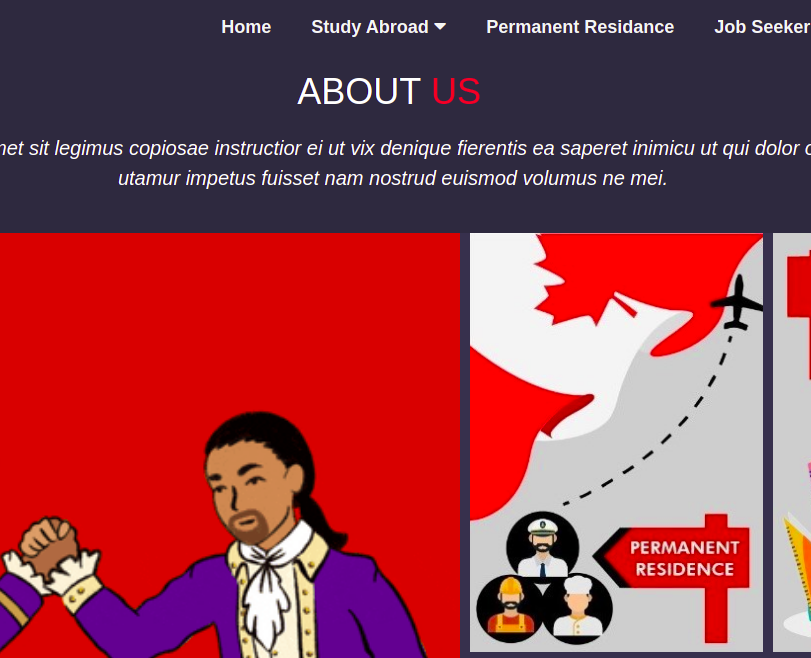 Home Study Abroad Permanent Residance Job Seeker
ABOUT US
sit legimus copiosae instructior ei ut vix denique fierentis ea saperet inimicu ut qui dolor
utamur impetus fuisset nam nostrud euismod volumus ne mei.
PERMANENT
RESIDENCE